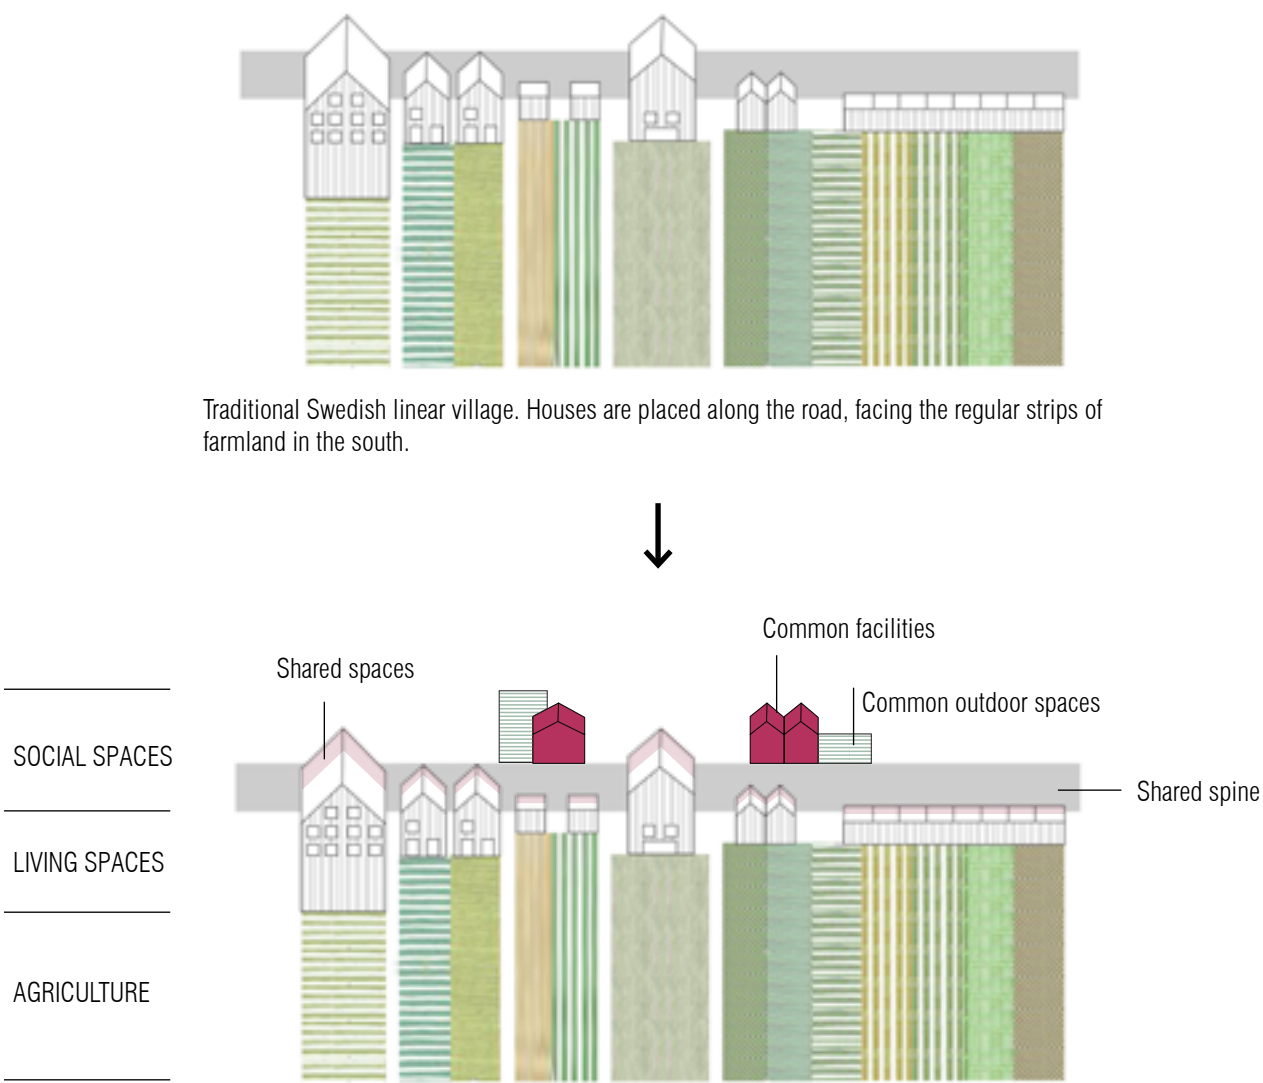 Traditional Swedish linear village. Houses are placed along the road, facing the regular strips of
farmland in the south.
Common facilities
Shared spaces
Common outdoor spaces
SOCIAL SPACES
Shared spine
LIVING SPACES
AGRICULTURE